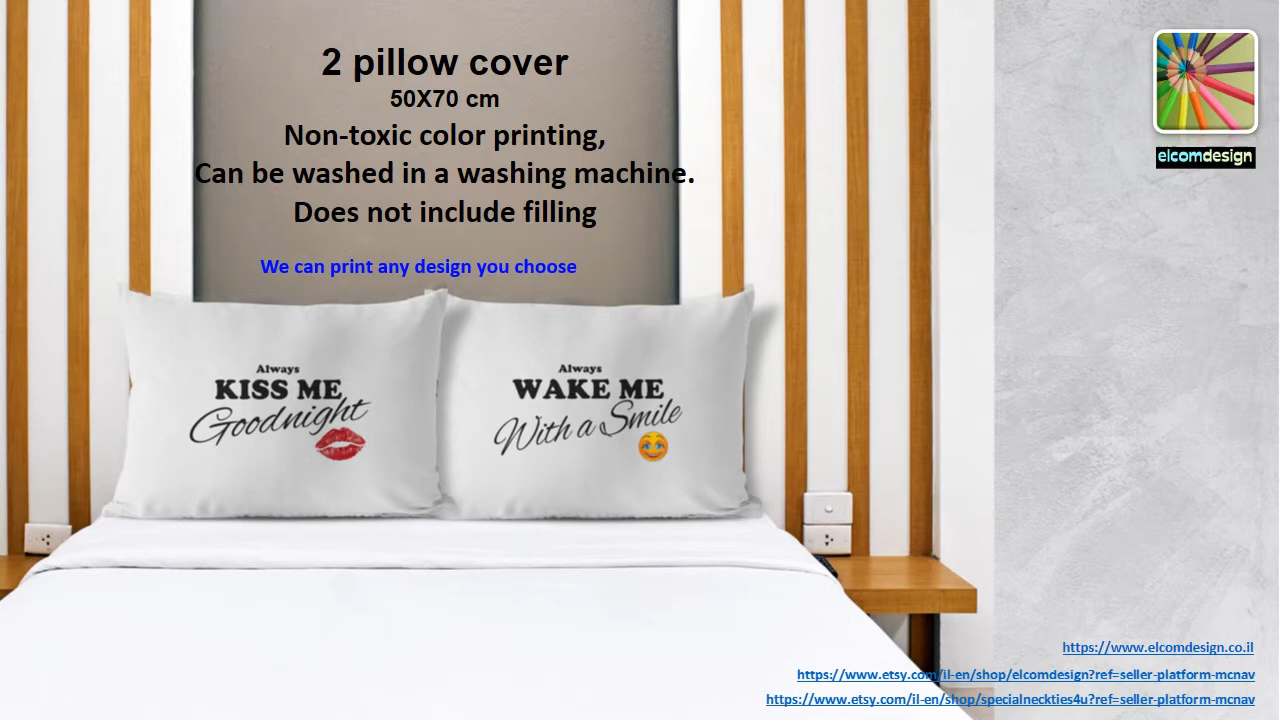 2 pillow cover
50X70 cm
Non-toxic color printing,
Can be washed in a washing machine.
Does not include filling
We can print any design you choose
elcomdesign
Always
KISS ME
Goodnight
Always
WAKE ME
With a Smile
https://www.elcomdesign.co.il
https://www.etsy.com/il-en/shop/elcomdesign?ref=seller-platform-mcnav
https://www.etsy.com/il-en/shop/specialneckties4u?ref=seller-platform-mcnav